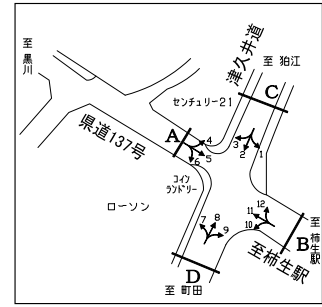 至黒川
津久井道
至 狛江
センチュリー21
C
県道137号
A
4
3
5
2
1
6
コイン
ランドリー
ローソン
12
8
11
7
9
10
至柿生駅
B
至柿生駅
D
至 町田